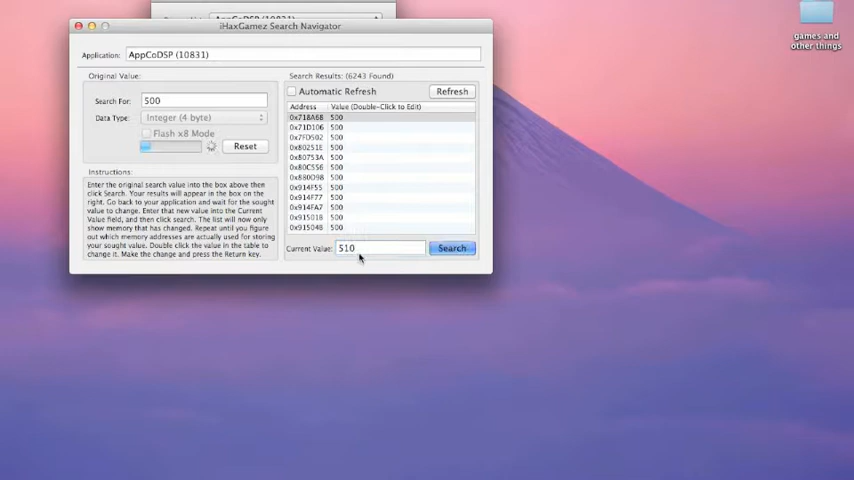 iHaxGamez Search Navigator
Application: AppCoDSP (10831)
Original Value:
Search For: 500
Data Type: Integer (4 byte)
Flash x8 Mode
Reset
Instructions:
Enter the original search value into the box above then
click Search. Your results will appear in the box on the
right. Go back to your application and wait for the sought
value to change. Enter that new value into the Current
Value field, and then click search. The list will now only
show memory that has changed. Repeat until you figure
out which memory addresses are actually used for storing
your sought value. Double click the value in the table to
change it. Make the change and press the Return key.
Search Results: (6243 Found)
Automatic Refresh Refresh
Address Value (Double-Click to Edit)
0x718A68 500
0x71D106 500
0x7FD502 500
0x80251E 500
0x80753A 500
0x80C556 500
0x880D98 500
0x914F55 500
0x914F77 500
0x914FA7 500
0x915018 500
0x915048 500
Current Value: 510 Search
games and
other things